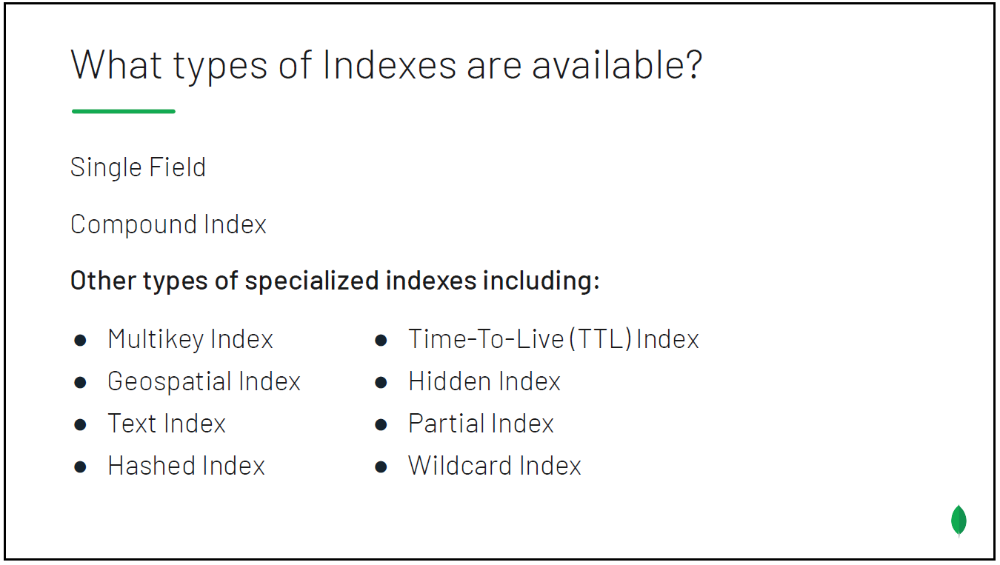 What types of Indexes are available?
Single Field
Compound Index
Other types of specialized indexes including:
● Multikey Index
● Geospatial Index
● Text Index
● Hashed Index
● Time-To-Live (TTL) Index
● Hidden Index
● Partial Index
● Wildcard Index